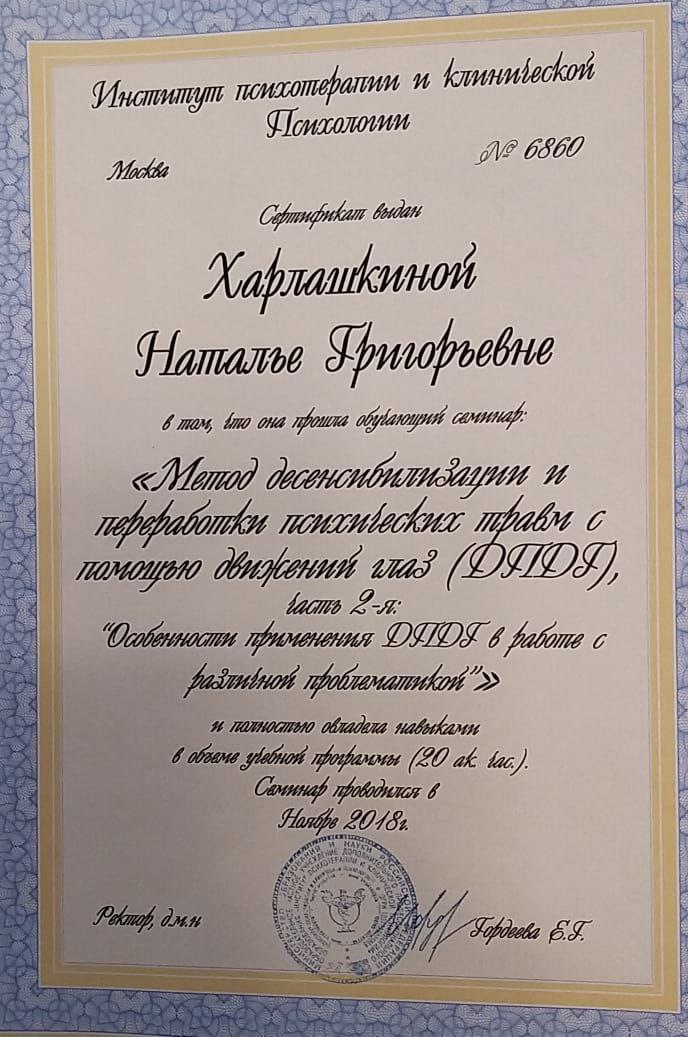 Институт психотерапии и клинической
Психологии
Москва
№ 6860
Сертификат выдан
Харлашкиной
Наталье Григорьевне
в том, что она прошла обучающий семинар:
«Метод десенсибилизации и
переработки психических травм с
помощью движений глаз (ДПДГ),
часть 2-я:
"Особенности применения ДПДГ в работе с
различной проблематикой"»
и полностью овладела навыками
в объеме учебной программы (20 ак. час.).
Семинар проводился в
Ноябре 2018г.
Ректор, д.м.н
Гордеева Е.Г.